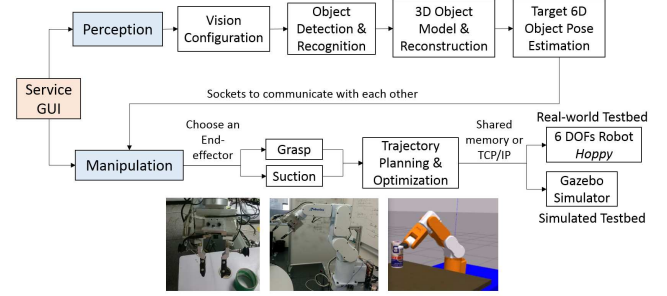 Perception
Vision
Configuration
Object
Detection &
Recognition
3D Object
Model &
Reconstruction
Target 6D
Object Pose
Estimation
Service
GUI
Sockets to communicate with each other
Manipulation
Choose an
End-
effector
Grasp
Suction
Trajectory
Planning &
Optimization
Shared
memory or
TCP/IP
Real-world Testbed
6 DOFs Robot
Hoppy
Gazebo
Simulator
Simulated Testbed